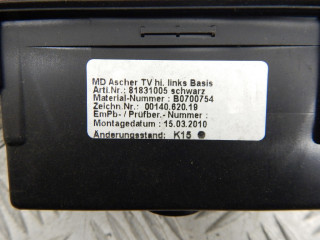 MD Ascher TV hi. links Basis
Arti.Nr.: 81831005 schwarz
Material-Nummer : B0700754
Zeichn.Nr.: 00140.620.19
EmPb- / Prüfber.- Nummer :
Montagedatum : 15.03.2010
Änderungsstand: K15